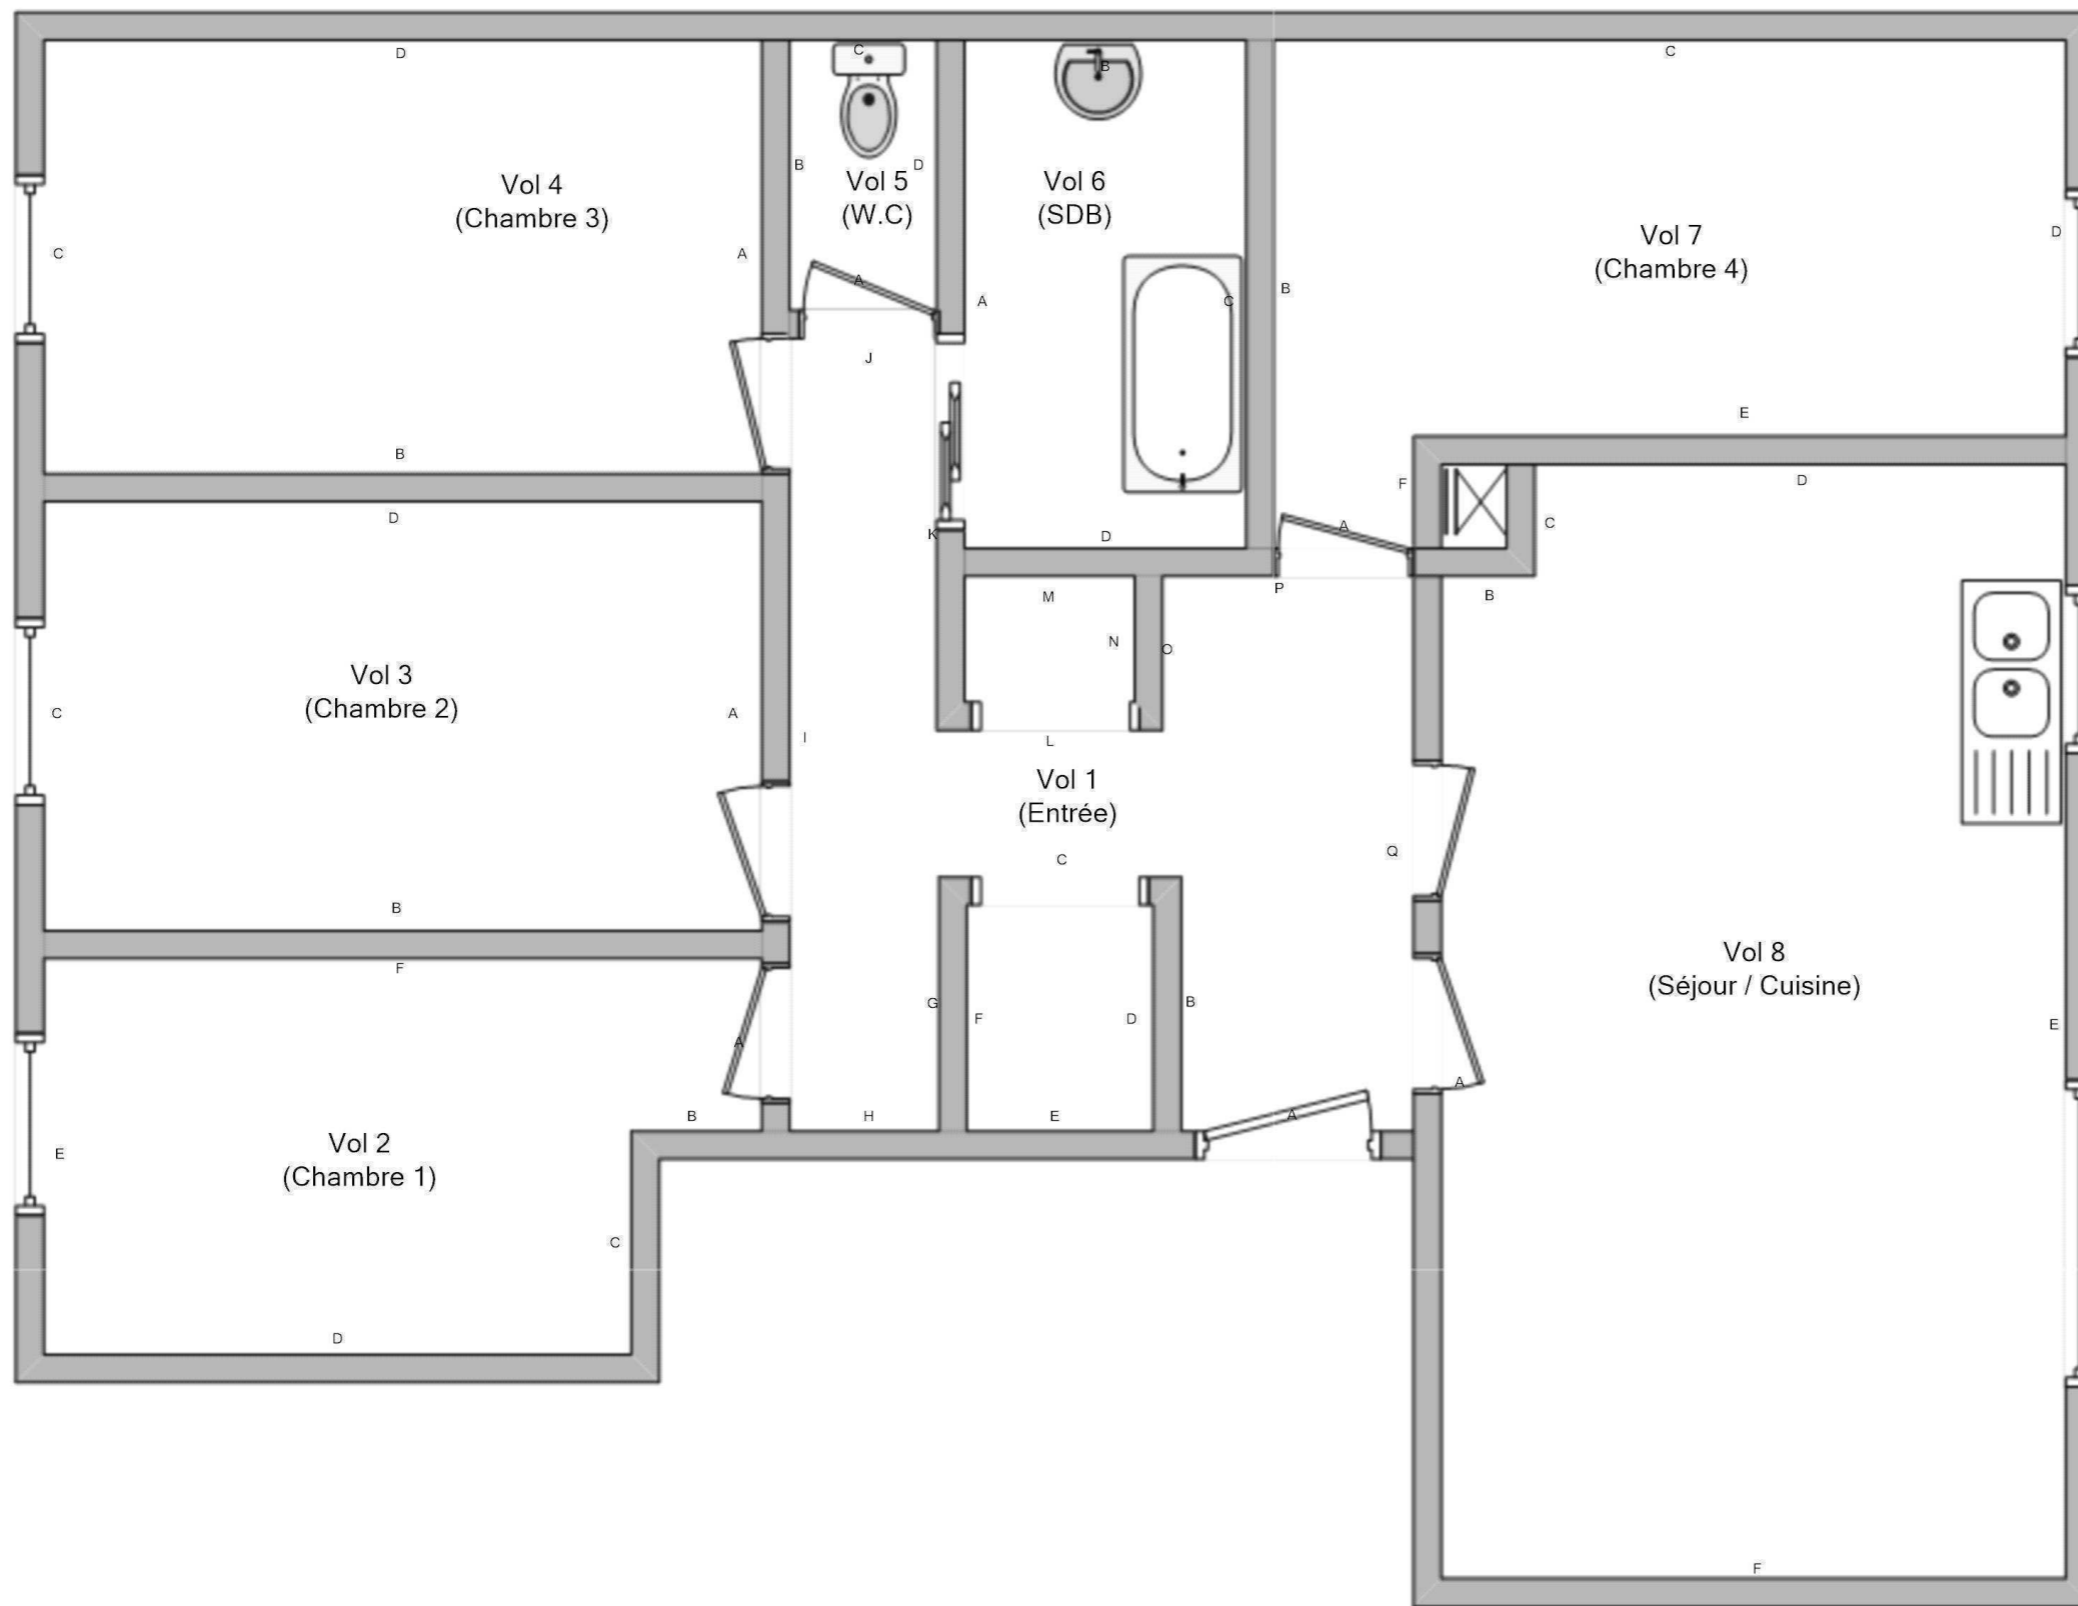 D
C
C
Vol 4
(Chambre 3)
C
A
B
B
D
Vol 5
(W.C)
A
J
B
Vol 6
(SDB)
A
C
D
K
Vol 7
(Chambre 4)
D
B
E
F
A
P
D
C
B
D
Vol 3
(Chambre 2)
C
A
B
I
M
N
O
L
Vol 1
(Entrée)
C
Q
G
F
D
B
H
E
A
F
A
B
Vol 2
(Chambre 1)
E
C
D
Vol 8
(Séjour / Cuisine)
A
E
F